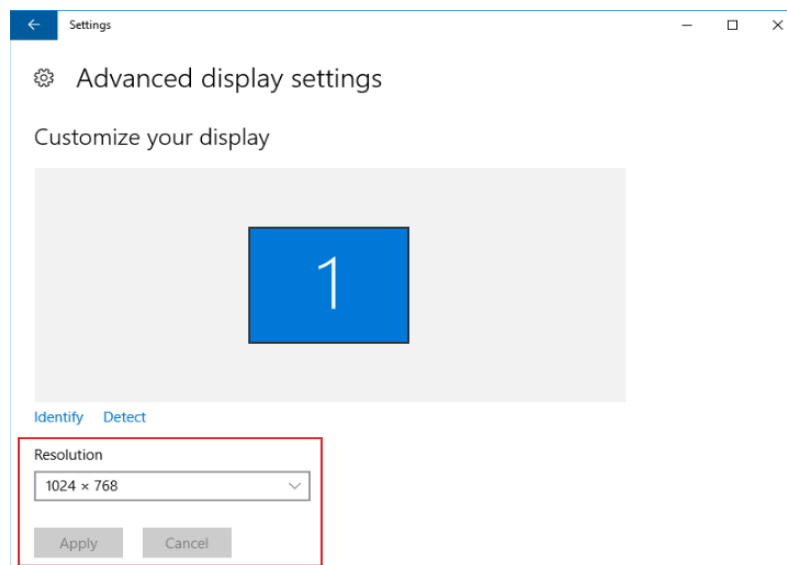 Settings
Advanced display settings
Customize your display
1
Identify Detect
Resolution
1024 × 768
Apply Cancel